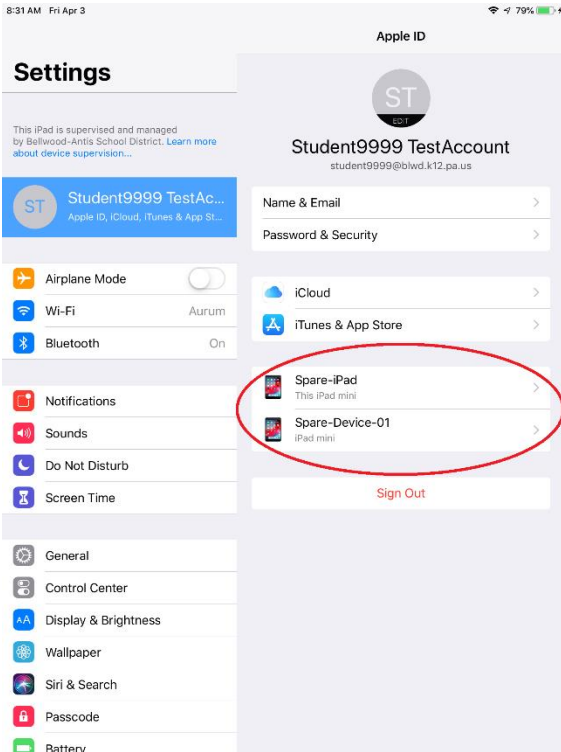 8:31 AM Fri Apr 3
79%
Apple ID
Settings
This iPad is supervised and managed
by Bellwood-Antis School District. Learn more
about device supervision...
ST
Student9999 TestAc...
Apple ID, iCloud, iTunes & App St...
Airplane Mode
Wi-Fi
Aurum
Bluetooth
On
Notifications
Sounds
Do Not Disturb
Screen Time
General
Control Center
AA
Display & Brightness
Wallpaper
Siri & Search
Passcode
Battery
ST
EDIT
Student9999 TestAccount
student9999@blwd.k12.pa.us
Name & Email
Password & Security
iCloud
iTunes & App Store
Spare-iPad
This iPad mini
Spare-Device-01
iPad mini
Sign Out